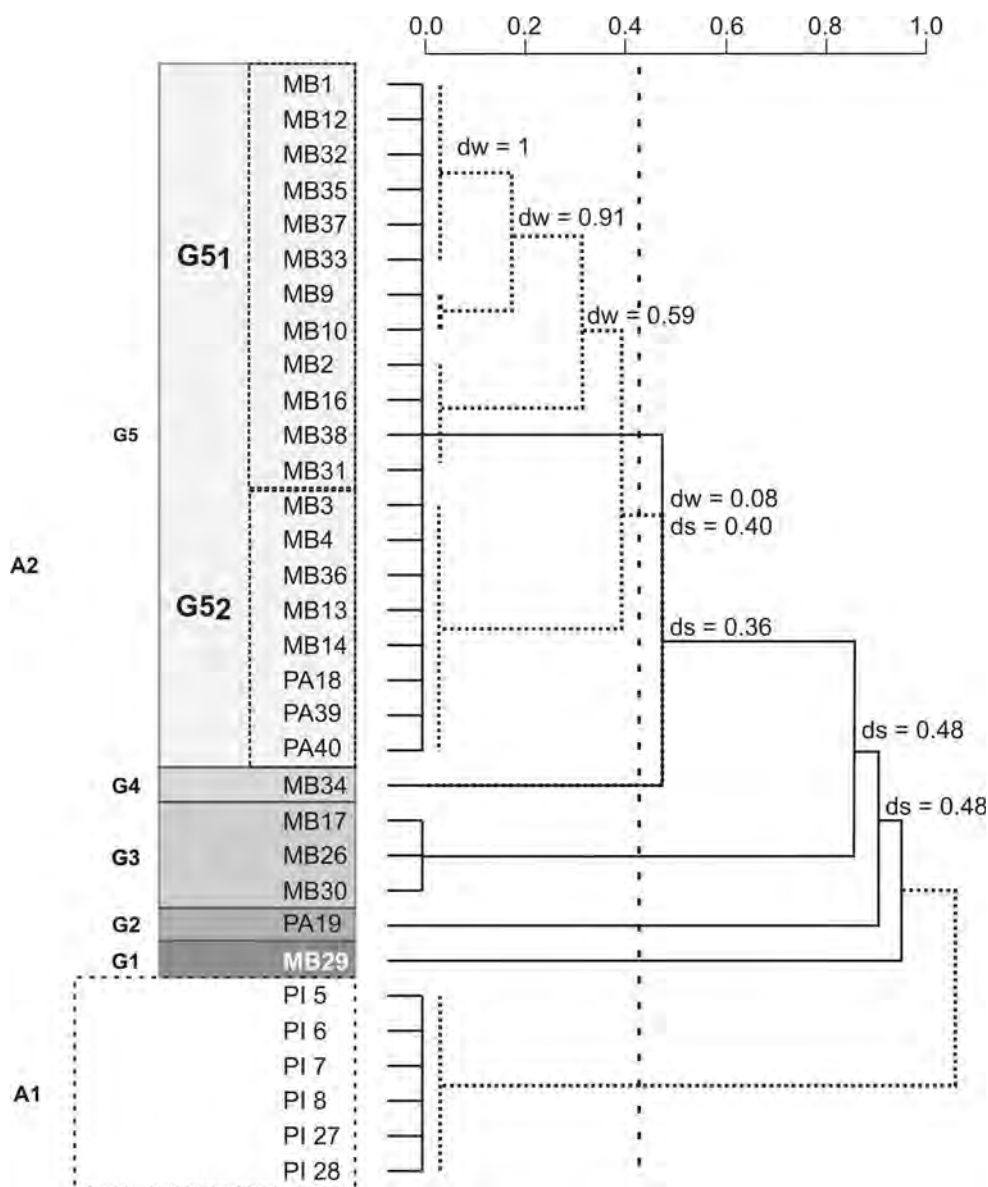 0.0 0.2 0.4 0.6 0.8 1.0
MB1
MB12
MB32
dw = 1
MB35
MB37
dw = 0.91
G51
MB33
MB9
MB10
dw = 0.59
MB2
MB16
G5
MB38
MB31
MB3
dw = 0.08
ds = 0.40
MB4
A2
MB36
G52
MB13
ds = 0.36
MB14
PA18
PA39
ds = 0.48
PA40
G4
MB34
ds = 0.48
MB17
G3
MB26
MB30
G2
PA19
G1
MB29
PI 5
PI 6
PI 7
A1
PI 8
PI 27
PI 28